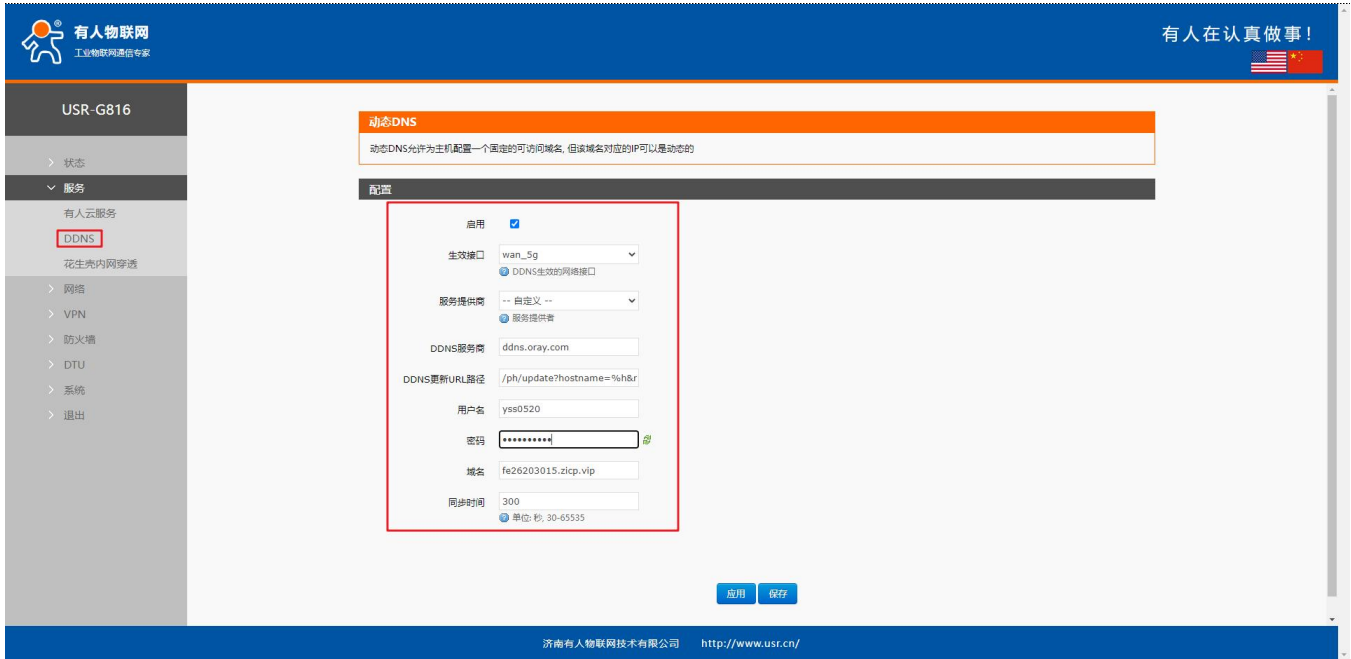 有人物联网
工业物联网通信专家
有人在认真做事!
USR-G816
状态
服务
有人云服务
DDNS
花生壳内网穿透
网络
VPN
防火墙
DTU
系统
退出
动态DNS
动态DNS允许为主机配置一个固定的可访问域名, 但该域名对应的IP可以是动态的
配置
启用
生效接口 wan_5g
DDNS生效的网络接口
服务提供商 -- 自定义 --
服务提供者
DDNS服务商 ddns.oray.com
DDNS更新URL路径 /ph/update?hostname=%h&r
用户名 yss0520
密码 ••••••••••
域名 fe26203015.zicp.vip
同步时间 300
单位: 秒, 30-65535
应用 保存
济南有人物联网技术有限公司 http://www.usr.cn/